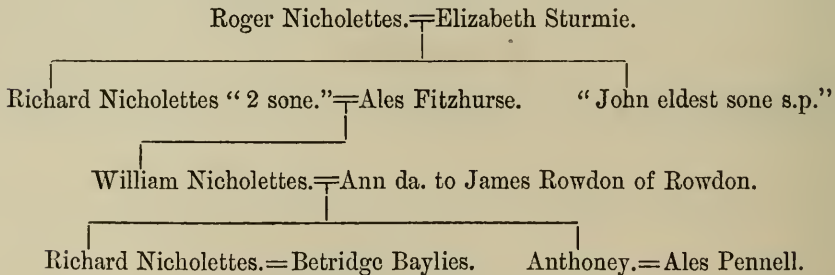 Roger Nicholettes.=Elizabeth Sturmie.
Richard Nicholettes “2 sone.”=Ales Fitzhurse. “John eldest sone s.p.”
William Nicholettes.=Ann da. to James Rowdon of Rowdon.
Richard Nicholettes.=Betridge Baylies. Anthoney.=Ales Pennell.